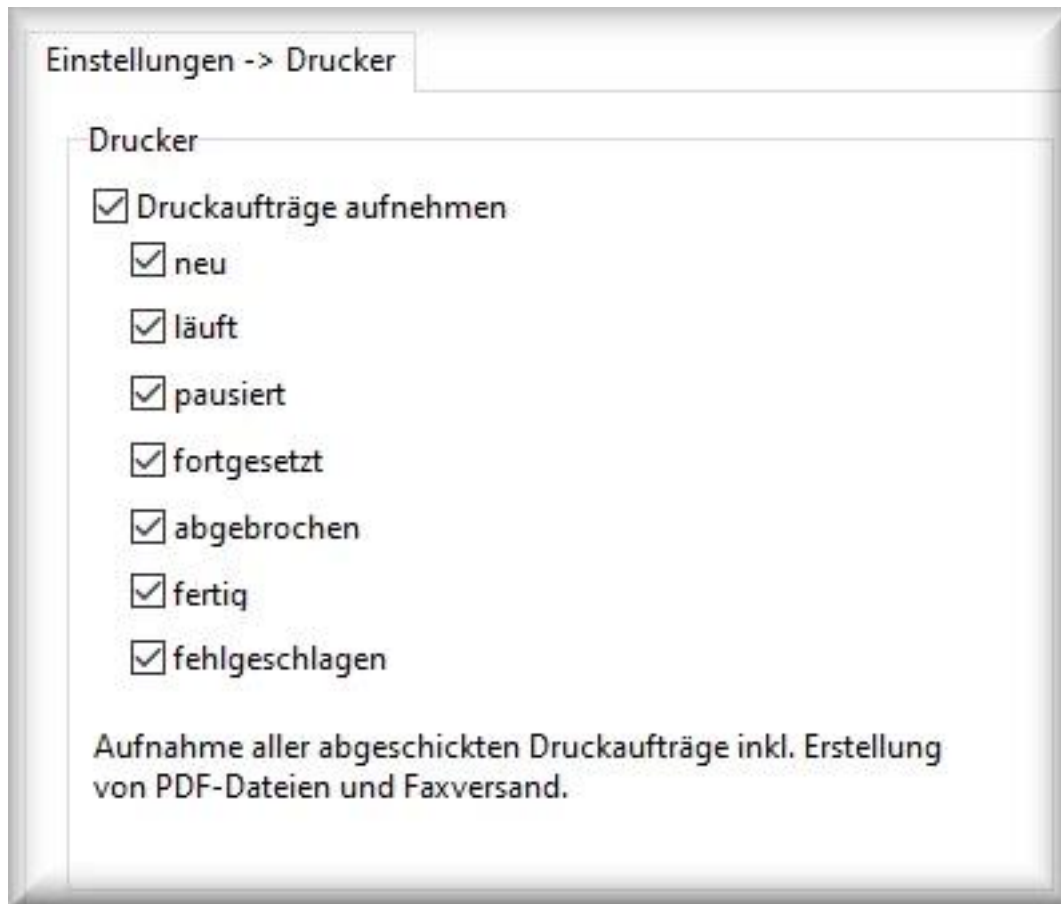 Einstellungen -> Drucker
Drucker
Druckaufträge aufnehmen
neu
läuft
pausiert
fortgesetzt
abgebrochen
fertig
fehlgeschlagen
Aufnahme aller abgeschickten Druckaufträge inkl. Erstellung
von PDF-Dateien und Faxversand.